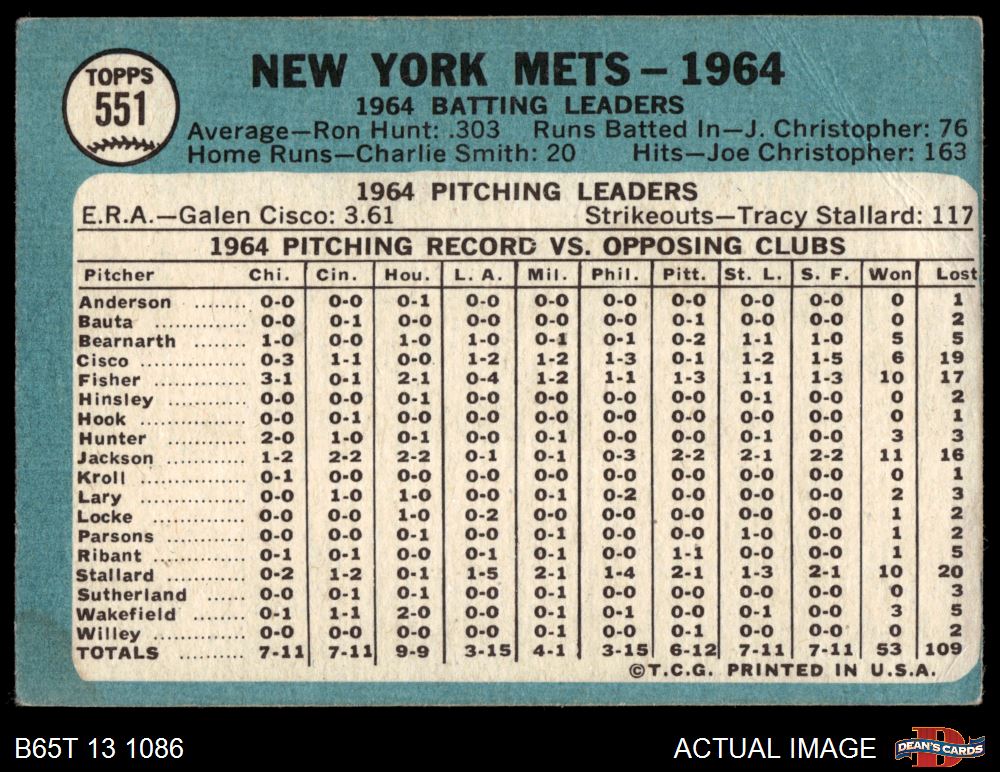 TOPPS
551
NEW YORK METS – 1964
1964 BATTING LEADERS
Average—Ron Hunt: .303 Runs Batted In—J. Christopher: 76
Home Runs—Charlie Smith: 20 Hits—Joe Christopher: 163
1964 PITCHING LEADERS
E.R.A.—Galen Cisco: 3.61 Strikeouts—Tracy Stallard: 117
1964 PITCHING RECORD VS. OPPOSING CLUBS
Pitcher Chi. Cin. Hou. L. A. Mil. Phil. Pitt. St. L. S. F. Won Lost
Anderson ........ 0-0 0-0 0-1 0-0 0-0 0-0 0-0 0-0 0-0 0 1
Bauta .............. 0-0 0-1 0-0 0-0 0-0 0-0 0-1 0-0 0-0 0 2
Bearnarth ........ 1-0 0-0 1-0 1-0 0-1 0-1 0-2 1-1 1-0 5 5
Cisco ............... 0-3 1-1 0-0 1-2 1-2 1-3 0-1 1-2 1-5 6 19
Fisher ............. 3-1 0-1 2-1 0-4 1-2 1-1 1-3 1-1 1-3 10 17
Hinsley ............ 0-0 0-0 0-1 0-0 0-0 0-0 0-0 0-1 0-0 0 2
Hook ............... 0-0 0-1 0-0 0-0 0-0 0-0 0-0 0-0 0-0 0 1
Hunter ............ 2-0 1-0 0-1 0-0 0-1 0-0 0-0 0-1 0-0 3 3
Jackson ............ 1-2 2-2 2-2 0-1 0-1 0-3 2-2 2-1 2-2 11 16
Kroll ............... 0-1 0-0 0-0 0-0 0-0 0-0 0-0 0-0 0-0 0 1
Lary ............... 0-0 1-0 1-0 0-0 0-1 0-2 0-0 0-0 0-0 2 3
Locke .............. 0-0 0-0 1-0 0-2 0-0 0-0 0-0 0-0 0-0 1 2
Parsons ........... 0-0 0-0 0-1 0-0 0-1 0-0 0-0 1-0 0-0 1 2
Ribant ............. 0-1 0-1 0-0 0-1 0-1 0-0 1-1 0-0 0-0 1 5
Stallard ........... 0-2 1-2 0-1 1-5 2-1 1-4 2-1 1-3 2-1 10 20
Sutherland ...... 0-0 0-1 0-1 0-0 0-1 0-0 0-0 0-0 0-0 0 3
Wakefield ........ 0-1 1-1 2-0 0-0 0-1 0-1 0-0 0-1 0-0 3 5
Willey .............. 0-0 0-0 0-0 0-0 0-1 0-0 0-1 0-0 0-0 0 2
TOTALS ............ 7-11 7-11 9-9 3-15 4-1 3-15 6-12 7-11 7-11 53 109
©T.C.G. PRINTED IN U.S.A.
B65T 13 1086 ACTUAL IMAGE DEAN'S CARDS